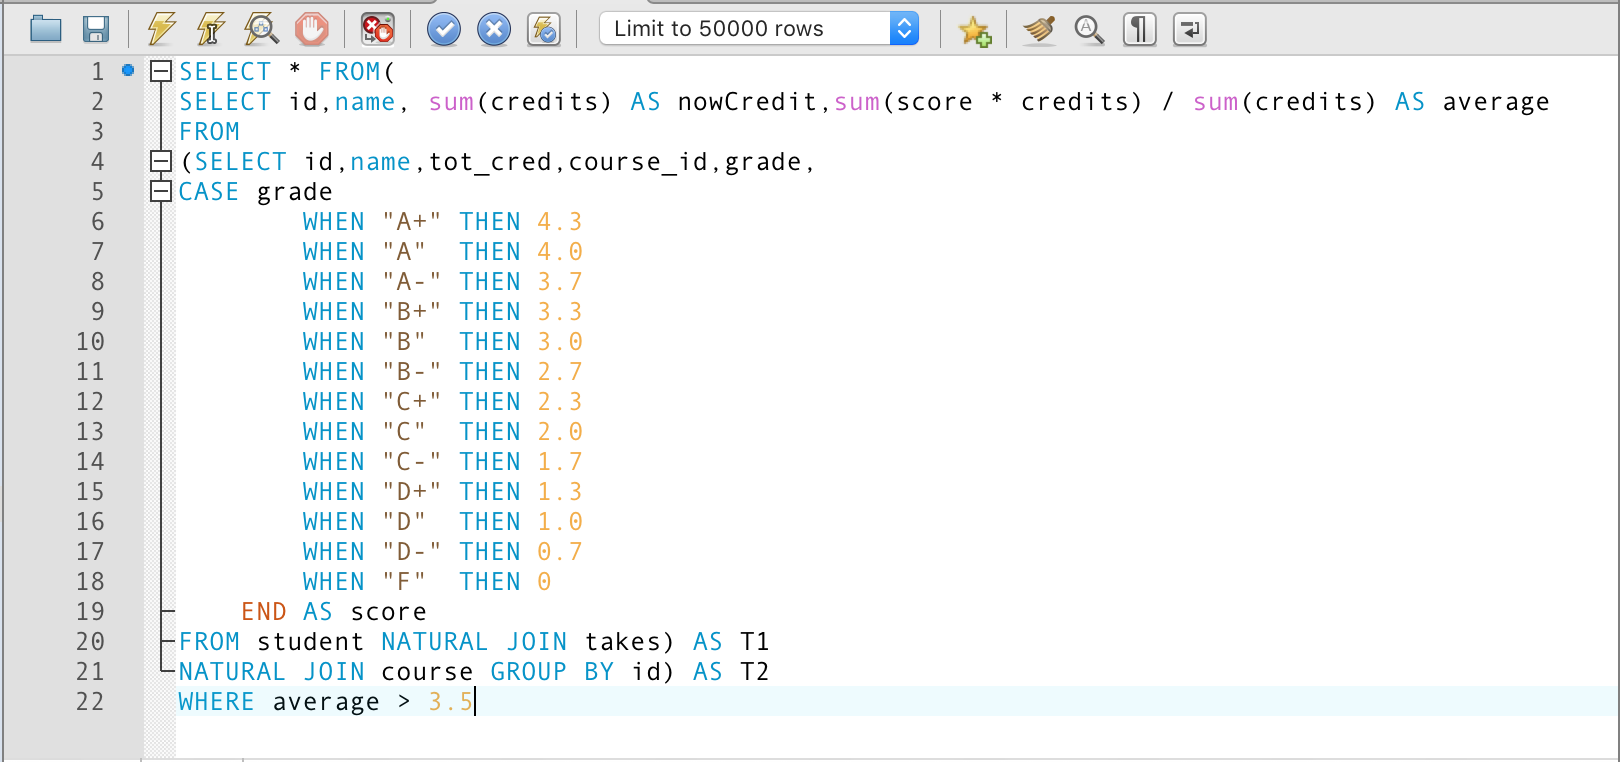 Limit to 50000 rows
1 SELECT * FROM(
2 SELECT id,name, sum(credits) AS nowCredit,sum(score * credits) / sum(credits) AS average
3 FROM
4 (SELECT id,name,tot_cred,course_id,grade,
5 CASE grade
6 WHEN "A+" THEN 4.3
7 WHEN "A"  THEN 4.0
8 WHEN "A-" THEN 3.7
9 WHEN "B+" THEN 3.3
10 WHEN "B"  THEN 3.0
11 WHEN "B-" THEN 2.7
12 WHEN "C+" THEN 2.3
13 WHEN "C"  THEN 2.0
14 WHEN "C-" THEN 1.7
15 WHEN "D+" THEN 1.3
16 WHEN "D"  THEN 1.0
17 WHEN "D-" THEN 0.7
18 WHEN "F"  THEN 0
19 END AS score
20 FROM student NATURAL JOIN takes) AS T1
21 NATURAL JOIN course GROUP BY id) AS T2
22 WHERE average > 3.5